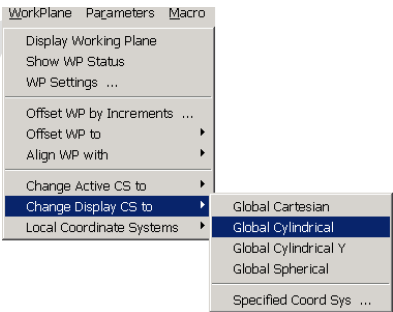 WorkPlane Parameters Macro
Display Working Plane
Show WP Status
WP Settings ...
Offset WP by Increments ...
Offset WP to
Align WP with
Change Active CS to
Change Display CS to
Local Coordinate Systems
Global Cartesian
Global Cylindrical
Global Cylindrical Y
Global Spherical
Specified Coord Sys ...